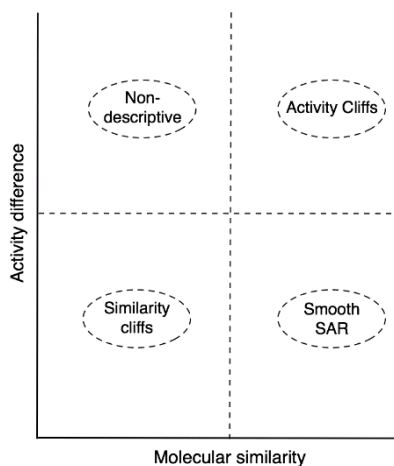 Non-
descriptive
Activity Cliffs
Activity difference
Similarity
cliffs
Smooth
SAR
Molecular similarity